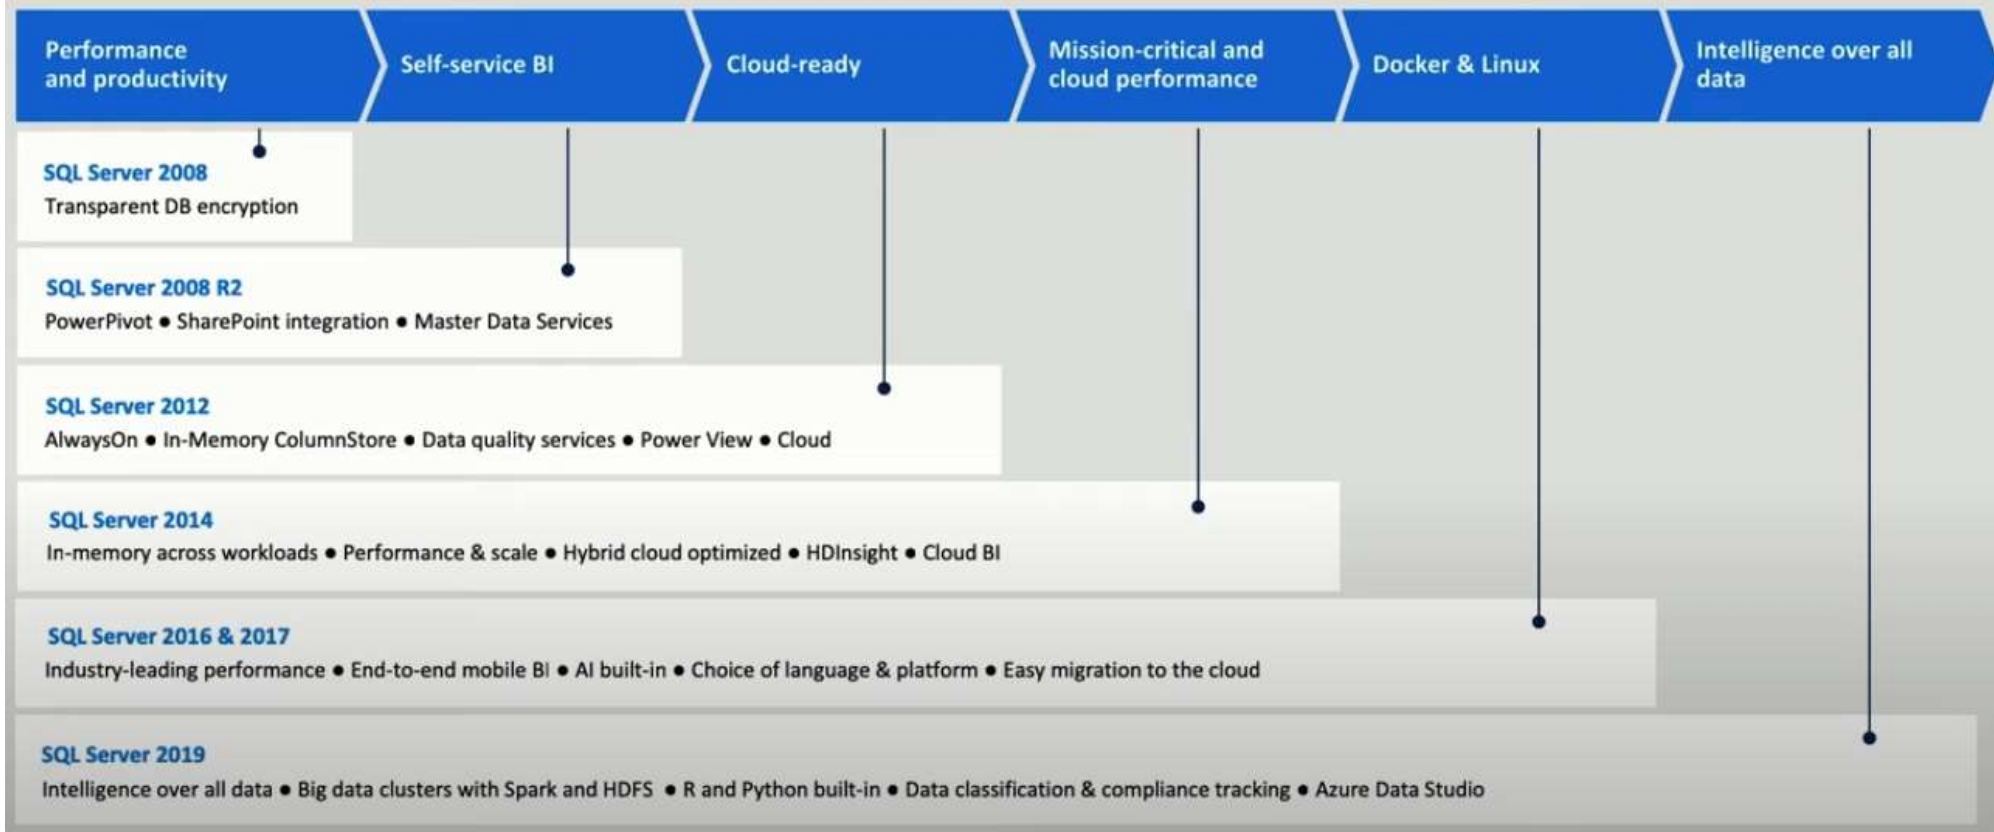 Performance
and productivity
Self-service BI
Cloud-ready
Mission-critical and
cloud performance
Docker & Linux
Intelligence over all
data
SQL Server 2008
Transparent DB encryption
SQL Server 2008 R2
PowerPivot ● SharePoint integration ● Master Data Services
SQL Server 2012
AlwaysOn ● In-Memory ColumnStore ● Data quality services ● Power View ● Cloud
SQL Server 2014
In-memory across workloads ● Performance & scale ● Hybrid cloud optimized ● HDInsight ● Cloud BI
SQL Server 2016 & 2017
Industry-leading performance ● End-to-end mobile BI ● AI built-in ● Choice of language & platform ● Easy migration to the cloud
SQL Server 2019
Intelligence over all data ● Big data clusters with Spark and HDFS ● R and Python built-in ● Data classification & compliance tracking ● Azure Data Studio